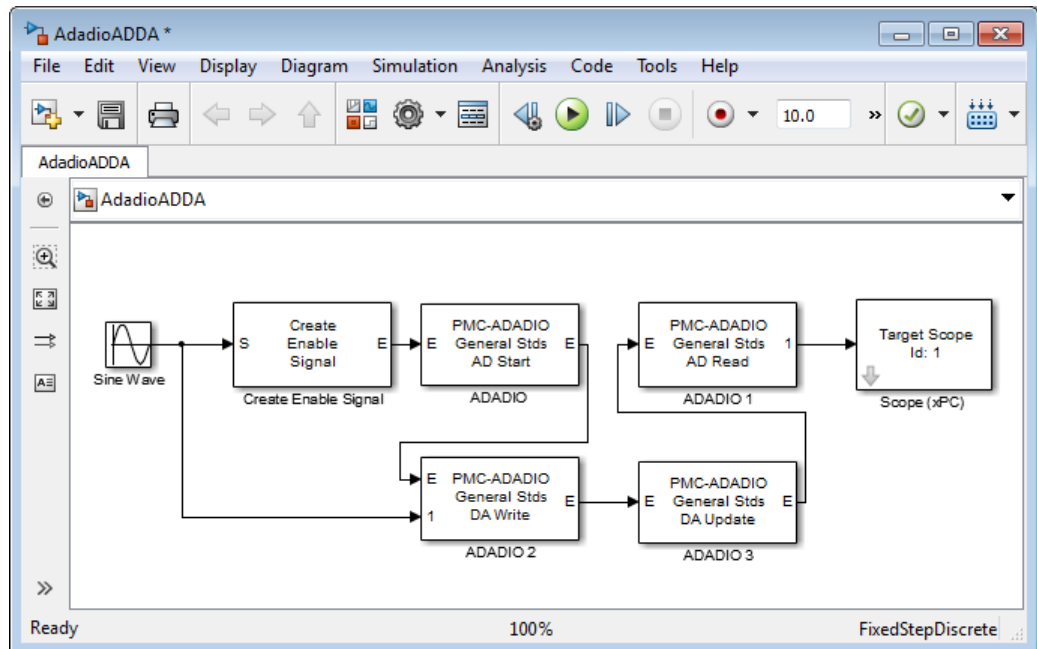 AdadioADDA *
File Edit View Display Diagram Simulation Analysis Code Tools Help
10.0 »
AdadioADDA
AdadioADDA
Sine Wave
S
Create
Enable
Signal
E
Create Enable Signal
E
PMC-ADADIO
General Stds
AD Start
E
ADADIO
E
PMC-ADADIO
General Stds
AD Read
1
ADADIO 1
Target Scope
Id: 1
Scope (xPC)
E
1
PMC-ADADIO
General Stds
DA Write
E
ADADIO 2
E
PMC-ADADIO
General Stds
DA Update
E
ADADIO 3
»
Ready 100% FixedStepDiscrete